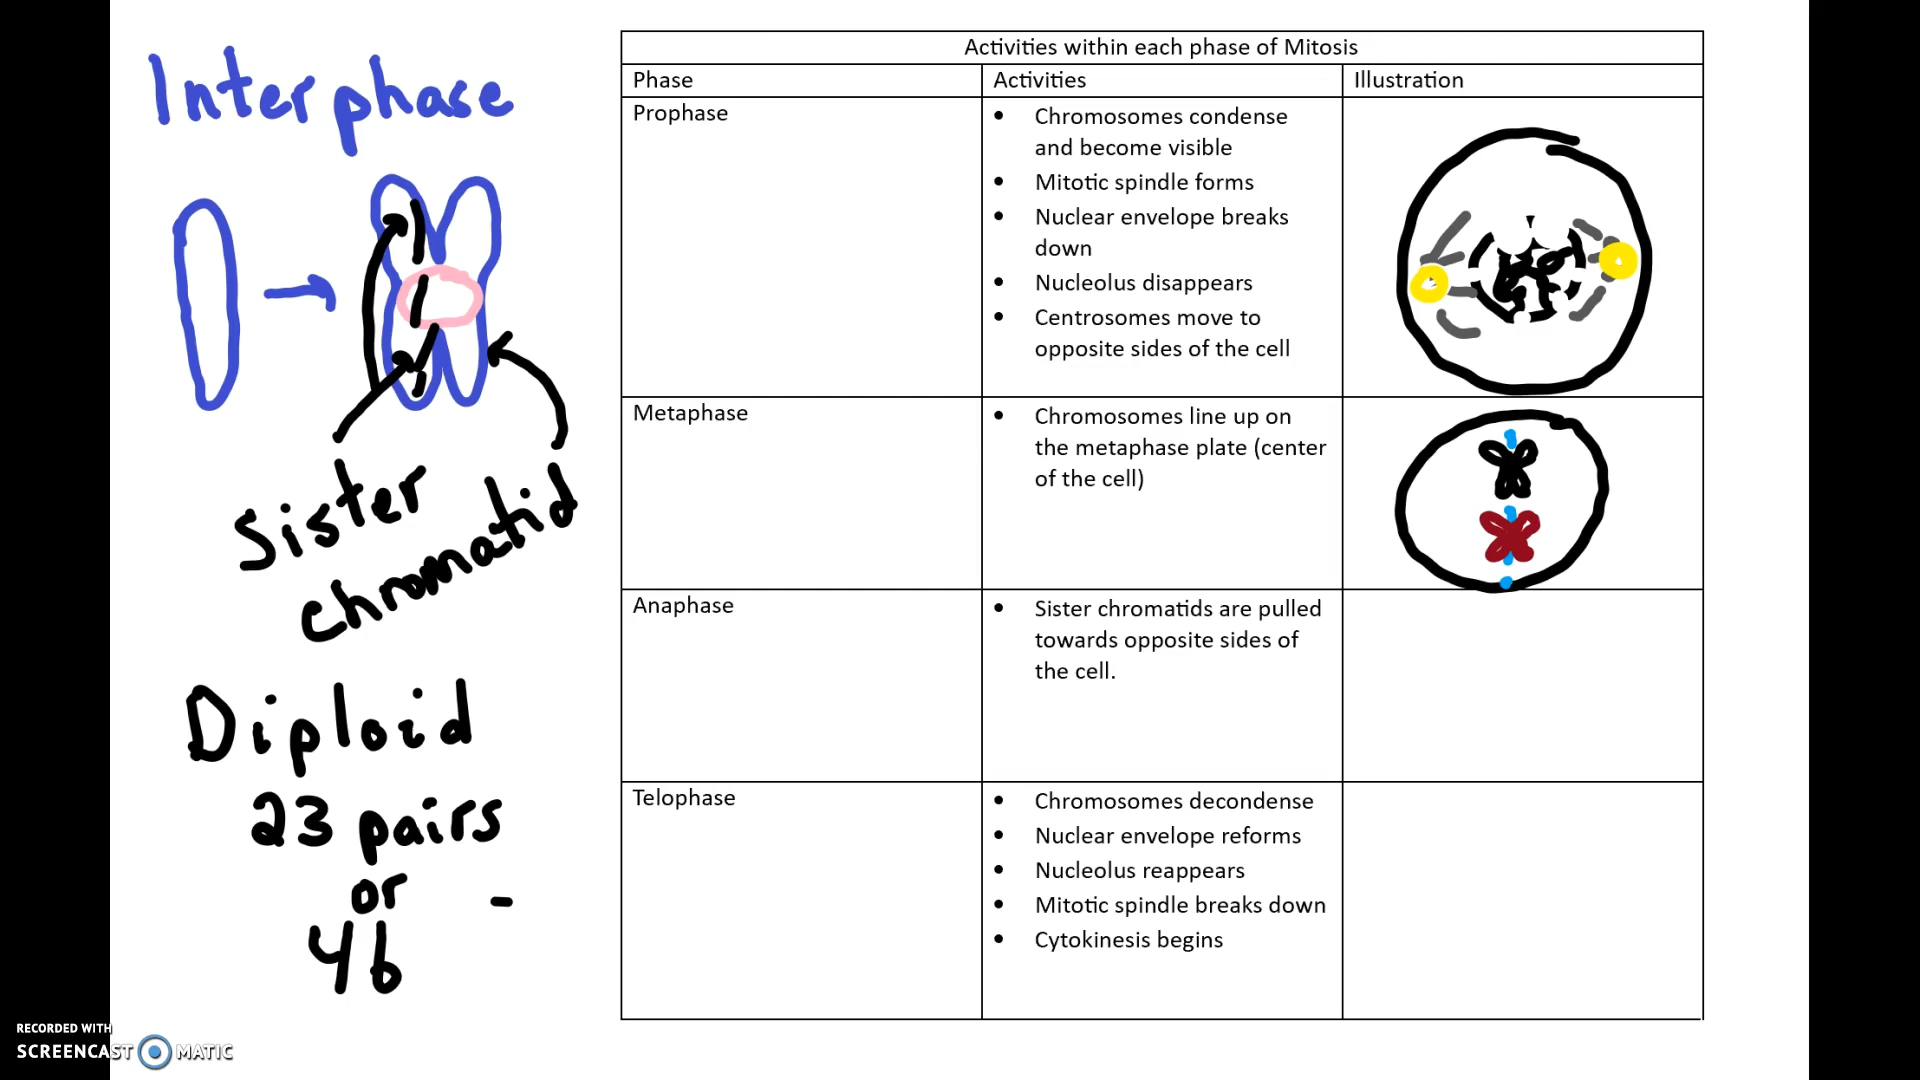 Interphase
Sister
chromatid
Diploid
23 pairs
or
46
Activities within each phase of Mitosis
Phase
Activities
Illustration
Prophase
• Chromosomes condense
and become visible
• Mitotic spindle forms
• Nuclear envelope breaks
down
• Nucleolus disappears
• Centrosomes move to
opposite sides of the cell
Metaphase
• Chromosomes line up on
the metaphase plate (center
of the cell)
Anaphase
• Sister chromatids are pulled
towards opposite sides of
the cell.
Telophase
• Chromosomes decondense
• Nuclear envelope reforms
• Nucleolus reappears
• Mitotic spindle breaks down
• Cytokinesis begins
RECORDED WITH
SCREENCAST MATIC